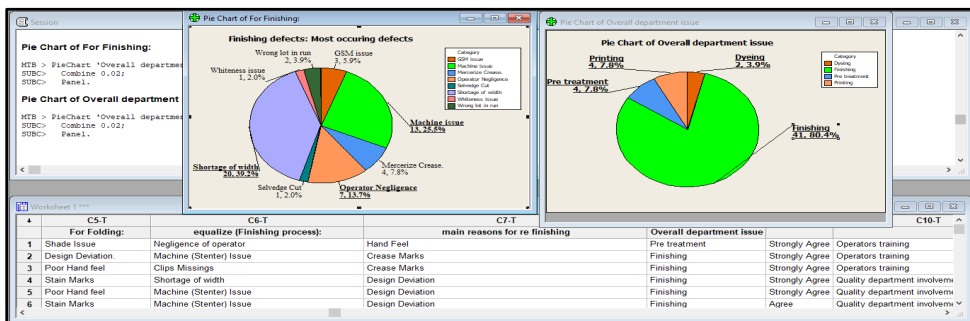 Session
Pie Chart of For Finishing:
MTB > PieChart 'Overall
SUBC> Combine 0.02;
SUBC> Panel.
Pie Chart of Overall department
MTB > PieChart 'Overall d
SUBC> Combine 0.02;
SUBC> Panel.
Pie Chart of For Finishing:
Finishing defects: Most occuring defects
Wrong lot in run
2, 3.9%
GSM issue
3, 5.9%
Whiteness issue
1, 2.0%
Category
GSM issue
Machine issue
Mercerize Crease.
Operator Negligence
Selvedge Cut
Shortage of width
Whiteness issue
Wrong lot in run
Machine issue
13, 25.5%
Mercerize Crease.
4, 7.8%
Shortage of width
20, 39.2%
Selvedge Cut
1, 2.0%
Operator Negligence
7, 13.7%
Pie Chart of Overall department issue
Pie Chart of Overall department issue
Printing
4, 7.8%
Dyeing
2, 3.9%
Pre treatment
4, 7.8%
Category
Dyeing
Finishing
Pre treatment
Printing
Finishing
41, 80.4%
Worksheet 1 ***
C5-T C6-T C7-T C10-T
For Folding: equalize (Finishing process): main reasons for re finishing Overall department issue
1 Shade Issue Negligence of operator Hand Feel Pre treatment Strongly Agree Operators training
2 Design Deviation. Machine (Stenter) Issue Crease Marks Finishing Strongly Agree Operators training
3 Poor Hand feel Clips Missings Crease Marks Finishing Strongly Agree Operators training
4 Stain Marks Shortage of width Design Deviation Finishing Strongly Agree Quality department involvem
5 Poor Hand feel Machine (Stenter) Issue Design Deviation Finishing Strongly Agree Quality department involvem
6 Stain Marks Machine (Stenter) Issue Design Deviation Finishing Agree Quality department involvem